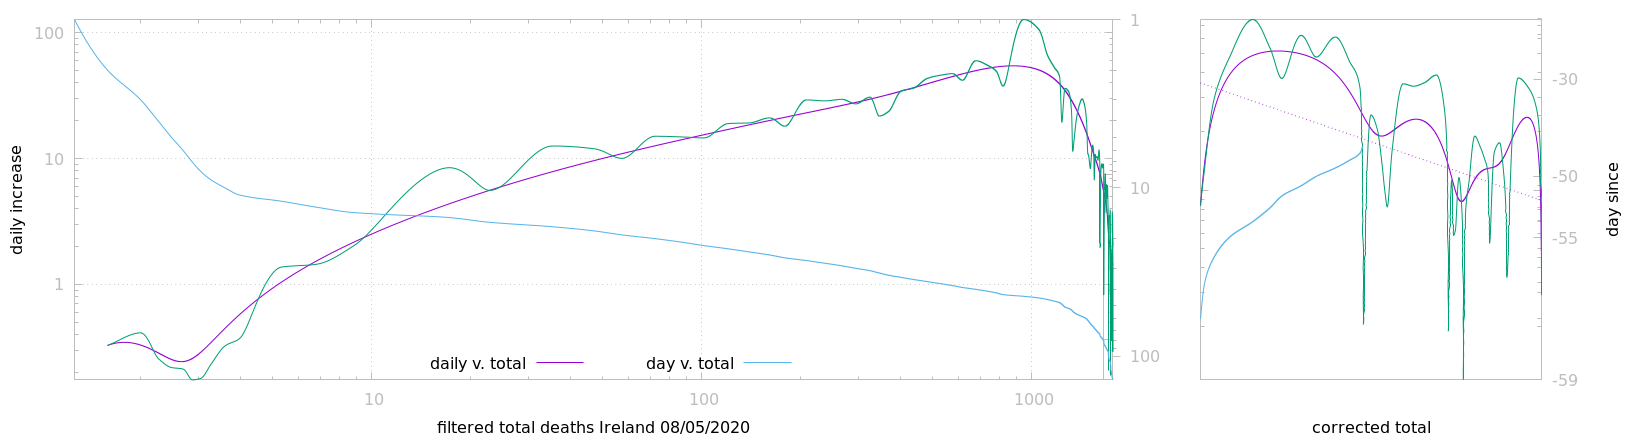 100
10
1
daily increase
daily v. total
day v. total
10
100
1000
filtered total deaths Ireland 08/05/2020
1
10
100
-30
-50
-55
-59
day since
corrected total